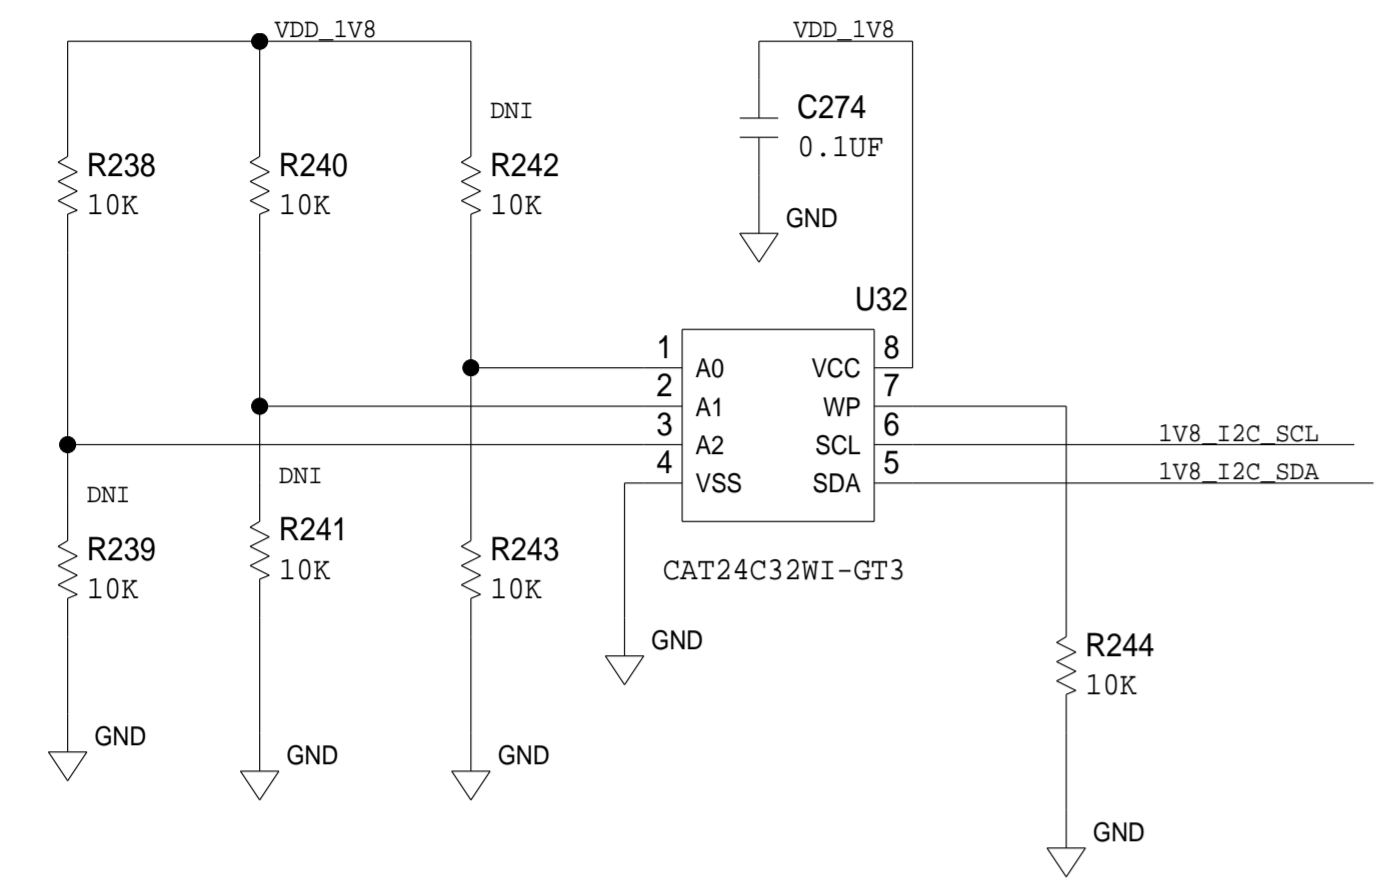 VDD_1V8
VDD_1V8
DNI
C274
0.1UF
R238
10K
R240
10K
R242
10K
GND
U32
1
A0
VCC
8
2
A1
WP
7
3
A2
SCL
6
1V8_I2C_SCL
4
VSS
SDA
5
1V8_I2C_SDA
DNI
DNI
R239
10K
R241
10K
R243
10K
CAT24C32WI-GT3
GND
R244
10K
GND
GND
GND
GND